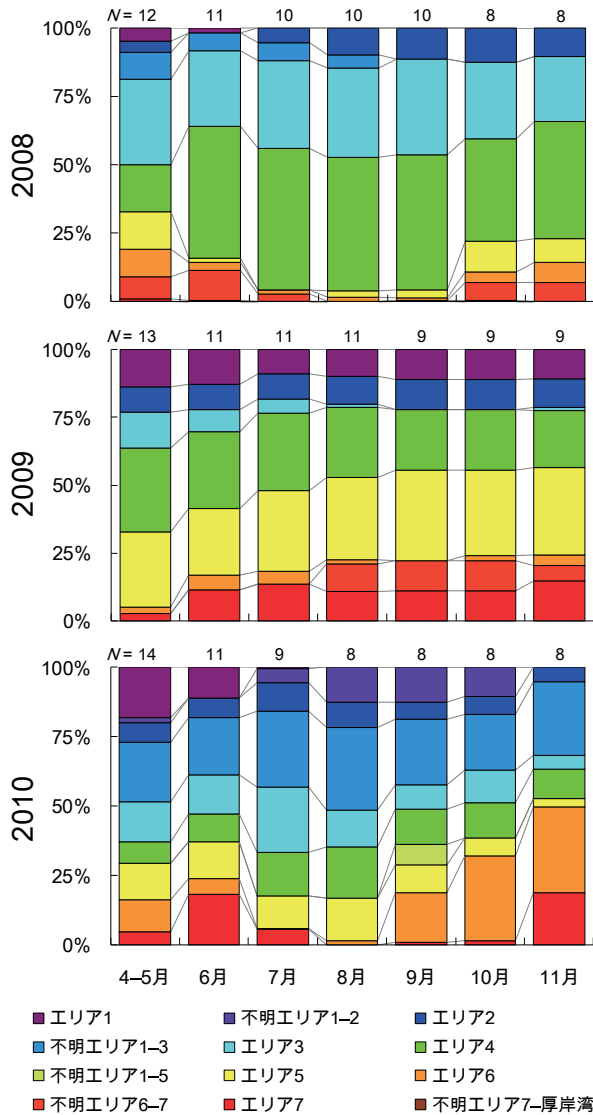 N = 12 11 10 10 10 8 8
100%
75%
2008
50%
25%
0%
N = 13 11 11 11 9 9 9
100%
75%
2009
50%
25%
0%
N = 14 11 9 8 8 8 8
100%
75%
2010
50%
25%
0%
4–5月 6月 7月 8月 9月 10月 11月
エリア1 不明エリア1–2 エリア2
不明エリア1–3 エリア3 エリア4
不明エリア1–5 エリア5 エリア6
不明エリア6–7 エリア7 不明エリア7–厚岸湾